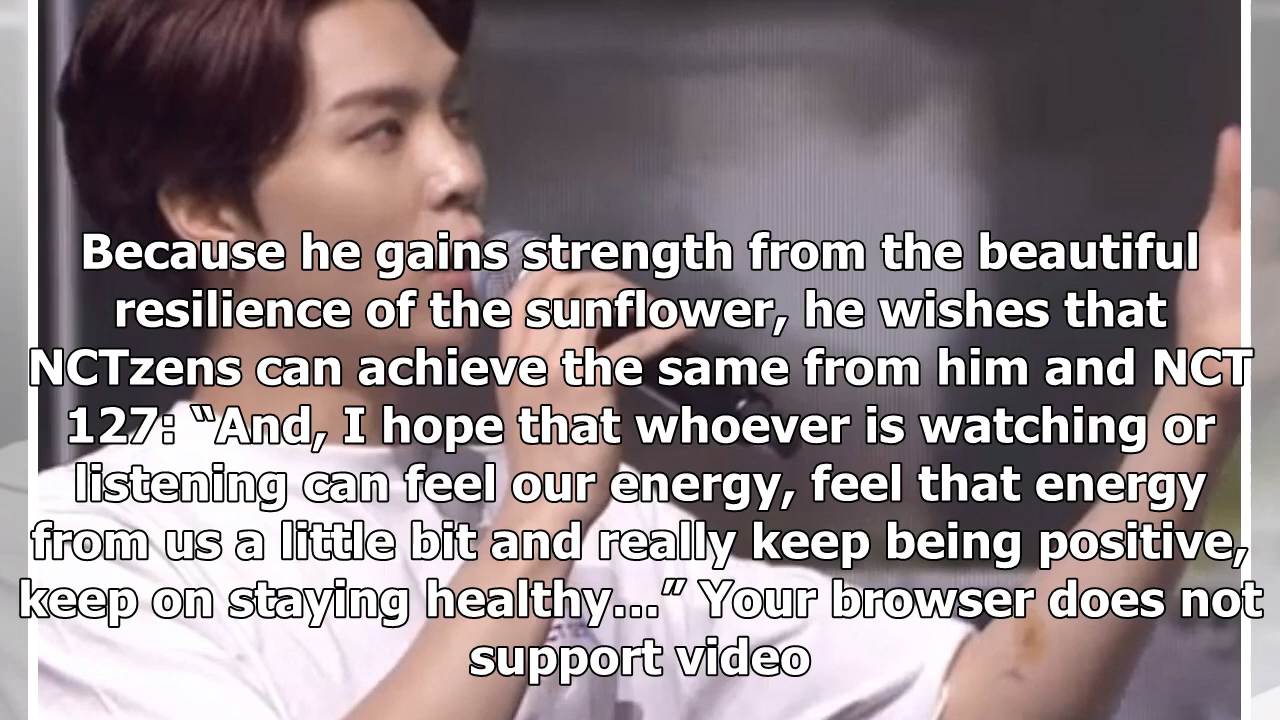 Because he gains strength from the beautiful
resilience of the sunflower, he wishes that
NCTzens can achieve the same from him and NCT
127: “And, I hope that whoever is watching or
listening can feel our energy, feel that energy
from us a little bit and really keep being positive,
keep on staying healthy...” Your browser does not
support video